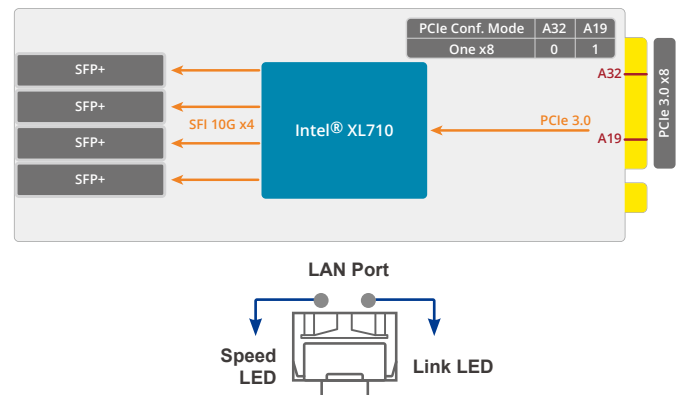 PCIe Conf. Mode A32 A19
One x8 0 1
SFP+
SFP+
SFP+
SFP+
SFI 10G x4
Intel® XL710
PCIe 3.0
A32
A19
PCIe 3.0 x8
LAN Port
Speed
LED
Link LED